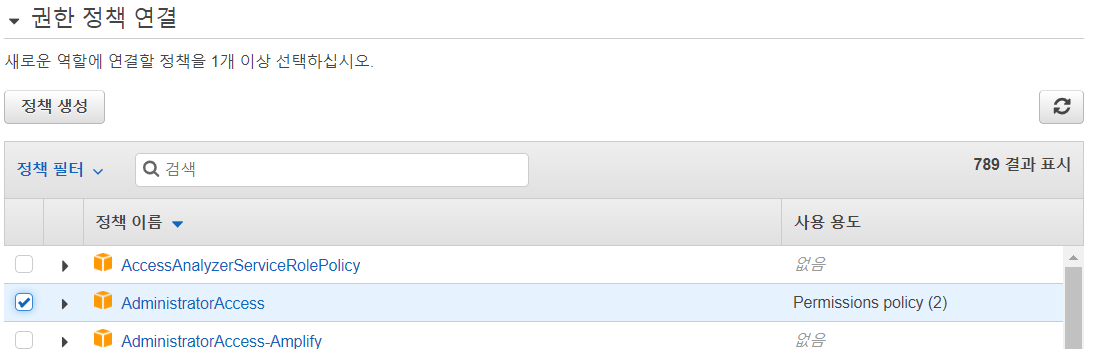 권한 정책 연결
새로운 역할에 연결할 정책을 1개 이상 선택하십시오.
정책 생성
정책 필터 검색 789 결과 표시
정책 이름 사용 용도
AccessAnalyzerServiceRolePolicy 없음
AdministratorAccess Permissions policy (2)
AdministratorAccess-Amplify 없음